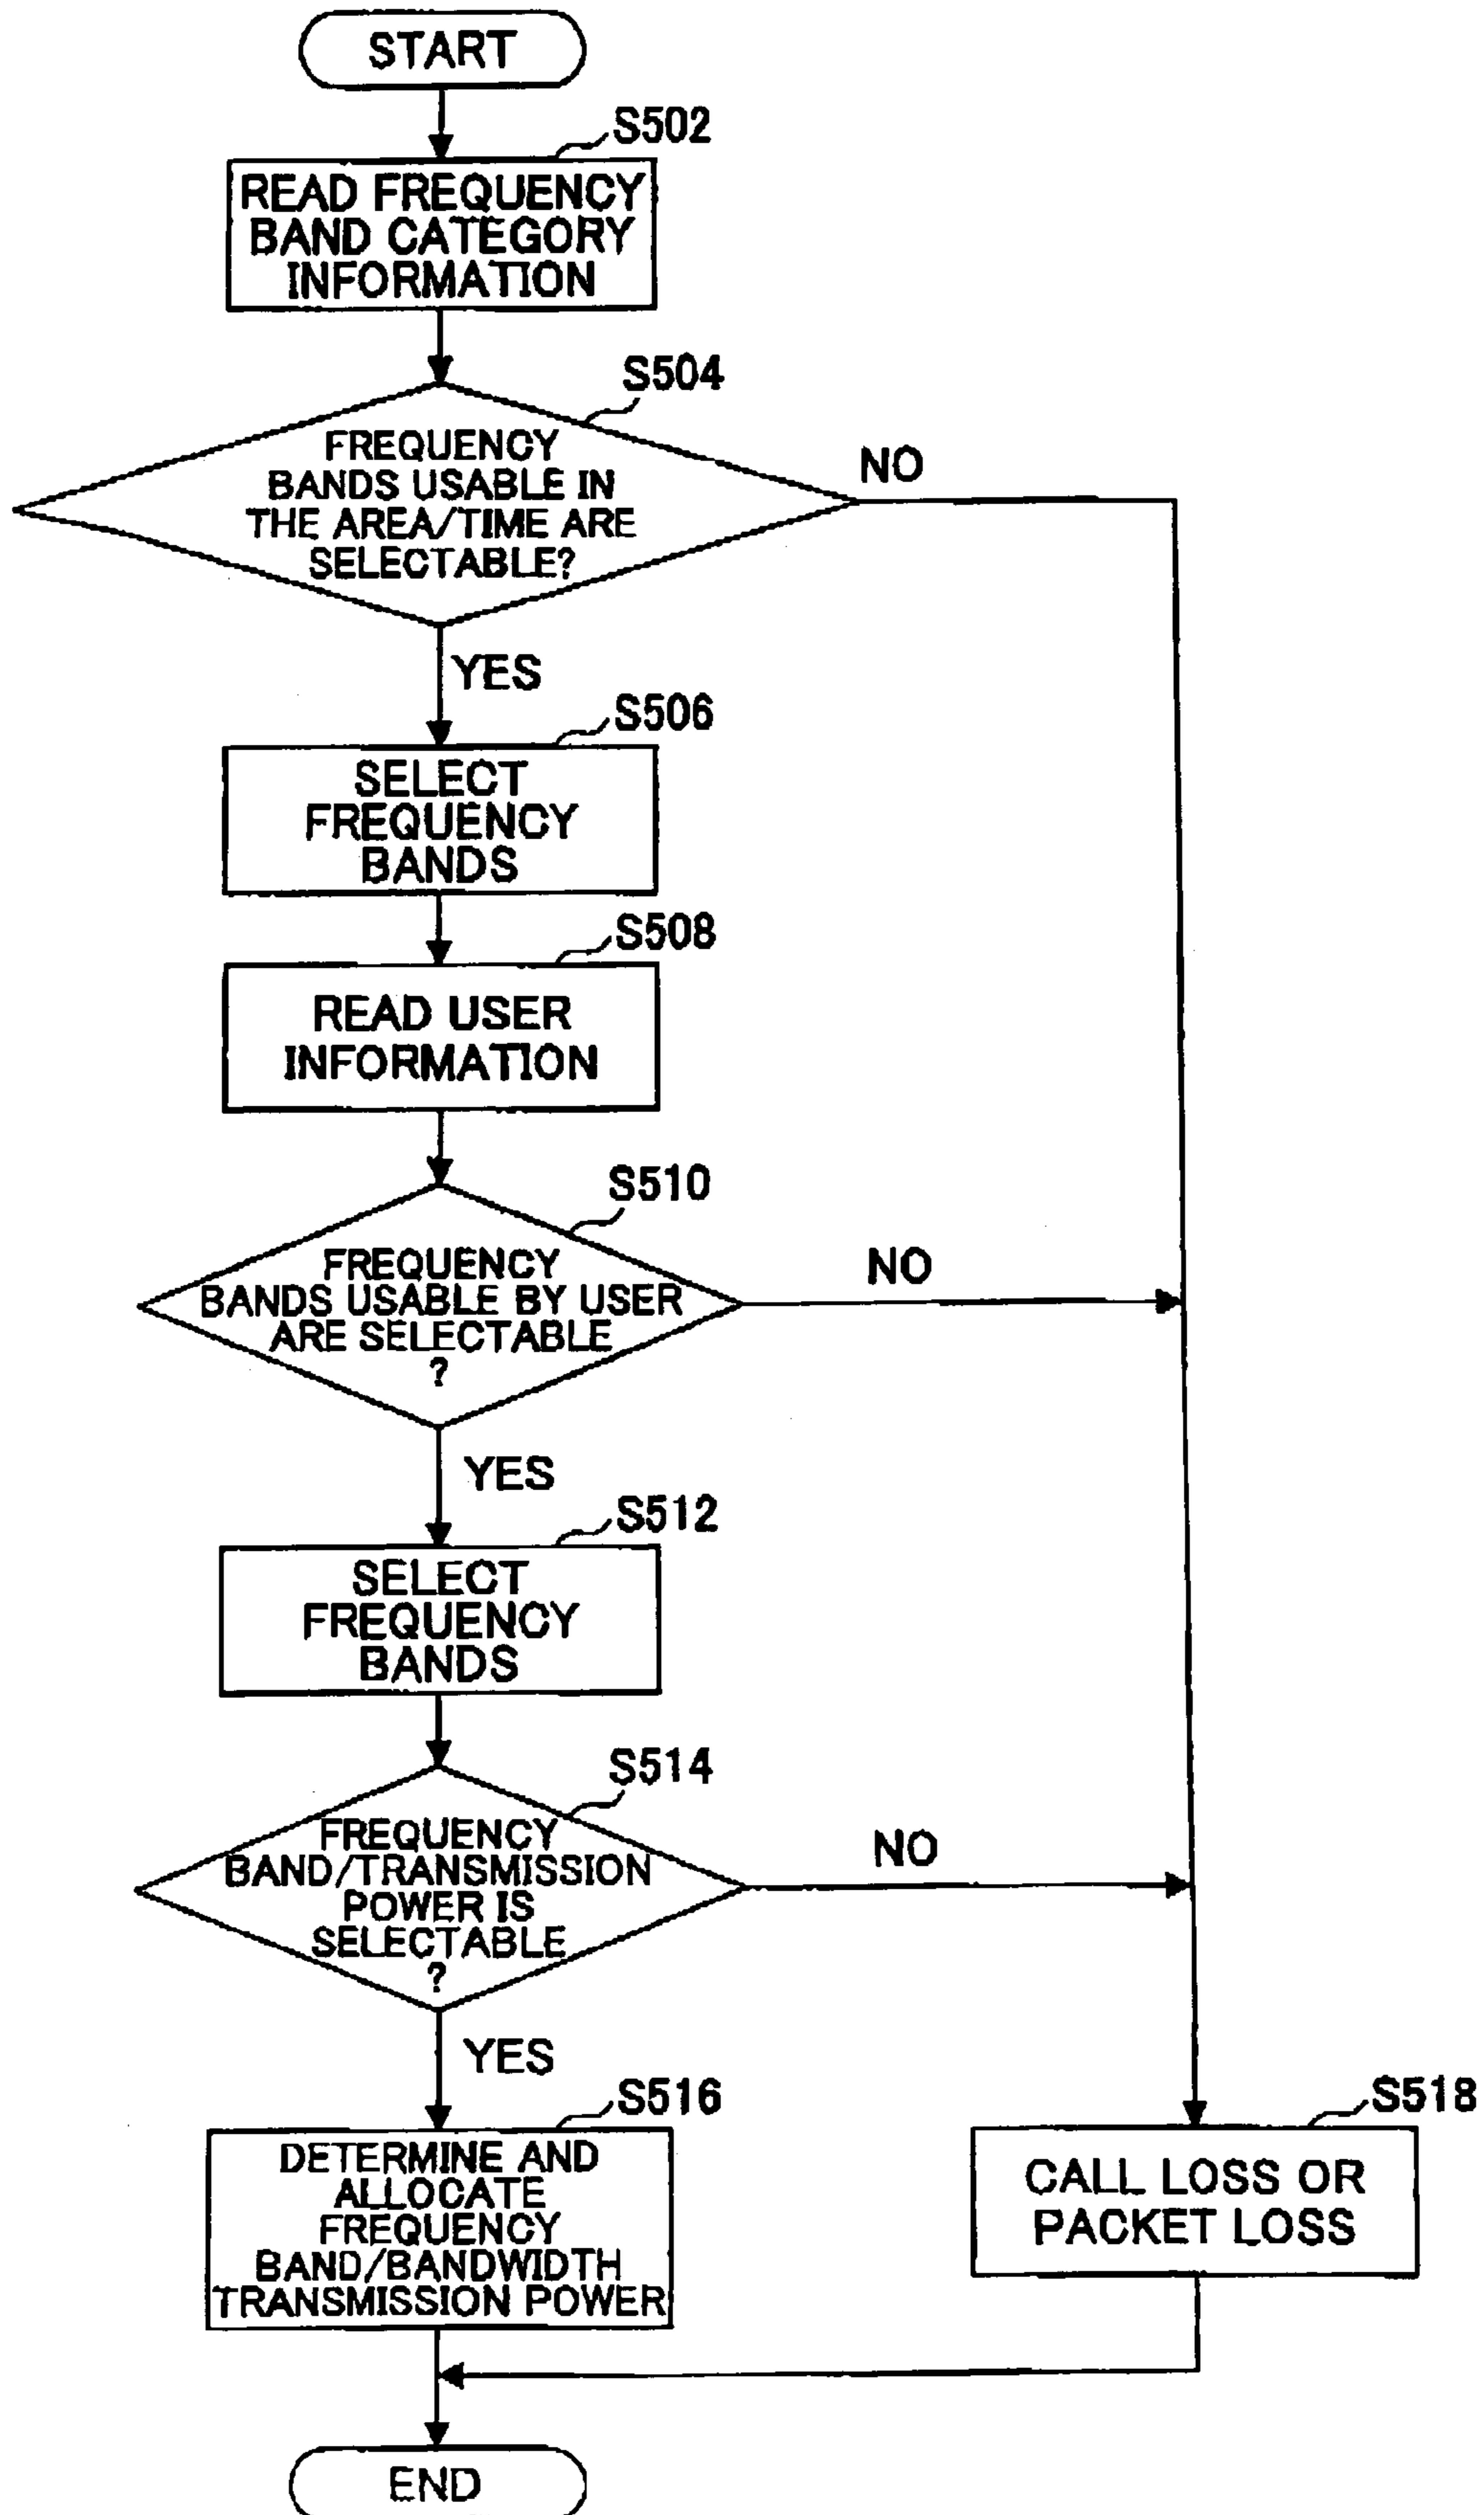 START
S502
READ FREQUENCY
BAND CATEGORY
INFORMATION
S504
FREQUENCY
BANDS USABLE IN
THE AREA/TIME ARE
SELECTABLE?
NO
YES
S506
SELECT
FREQUENCY
BANDS
S508
READ USER
INFORMATION
S510
FREQUENCY
BANDS USABLE BY USER
ARE SELECTABLE
?
NO
YES
S512
SELECT
FREQUENCY
BANDS
S514
FREQUENCY
BAND/TRANSMISSION
POWER IS
SELECTABLE
?
NO
YES
S516
DETERMINE AND
ALLOCATE
FREQUENCY
BAND/BANDWIDTH
TRANSMISSION POWER
S518
CALL LOSS OR
PACKET LOSS
END